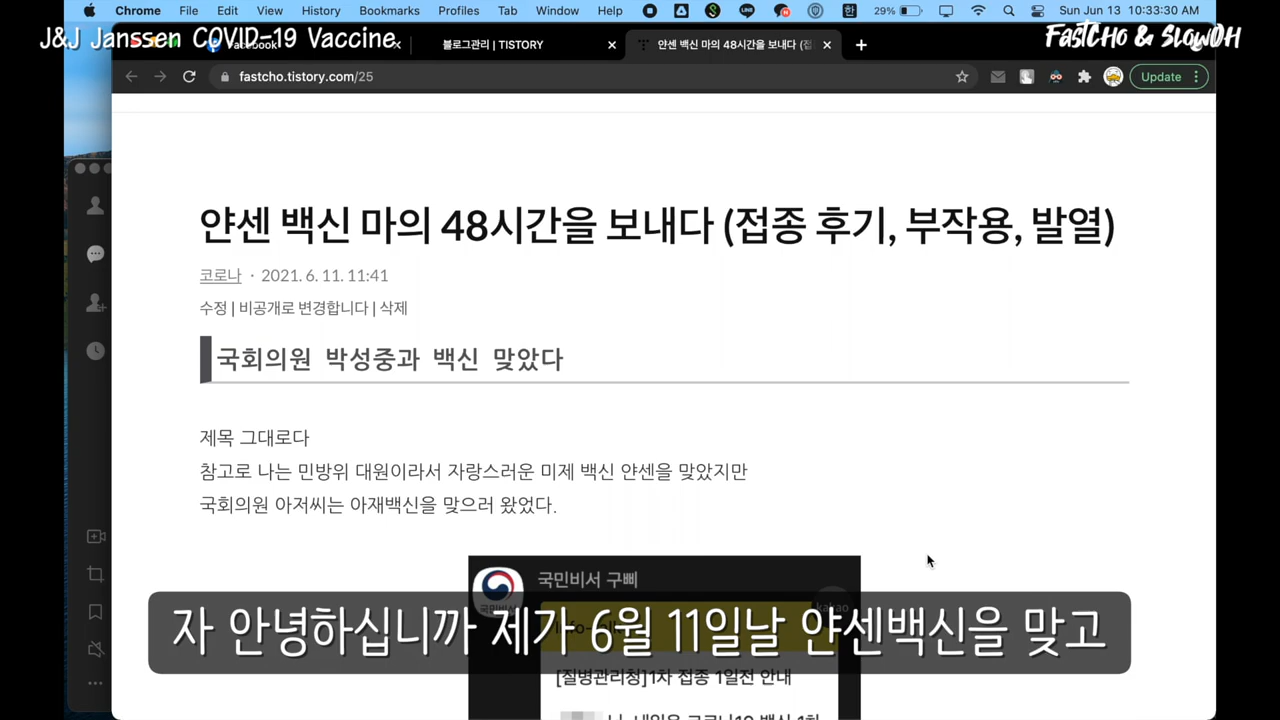 Chrome File Edit View History Bookmarks Profiles Tab Window Help 29% Sun Jun 13 10:33:30 AM
J&J Janssen COVID-19 Vaccine
FastCho & SlowOH
블로그관리 | TISTORY
얀센 백신 마의 48시간을 보내다 (접
fastcho.tistory.com/25
Update
얀센 백신 마의 48시간을 보내다 (접종 후기, 부작용, 발열)
코로나 · 2021. 6. 11. 11:41
수정 | 비공개로 변경합니다 | 삭제
국회의원 박성중과 백신 맞았다
제목 그대로다
참고로 나는 민방위 대원이라서 자랑스러운 미제 백신 얀센을 맞았지만
국회의원 아저씨는 아재백신을 맞으러 왔었다.
국민비서 구삐
kakao
자 안녕하십니까 제가 6월 11일날 얀센백신을 맞고
[질병관리청]1차 접종 1일전 안내